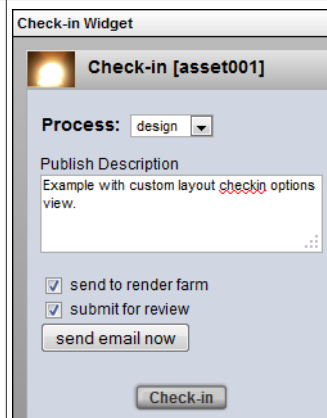 Check-in Widget
Check-in [asset001]
Process: design
Publish Description
Example with custom layout checkin options
view.
send to render farm
submit for review
send email now
Check-in